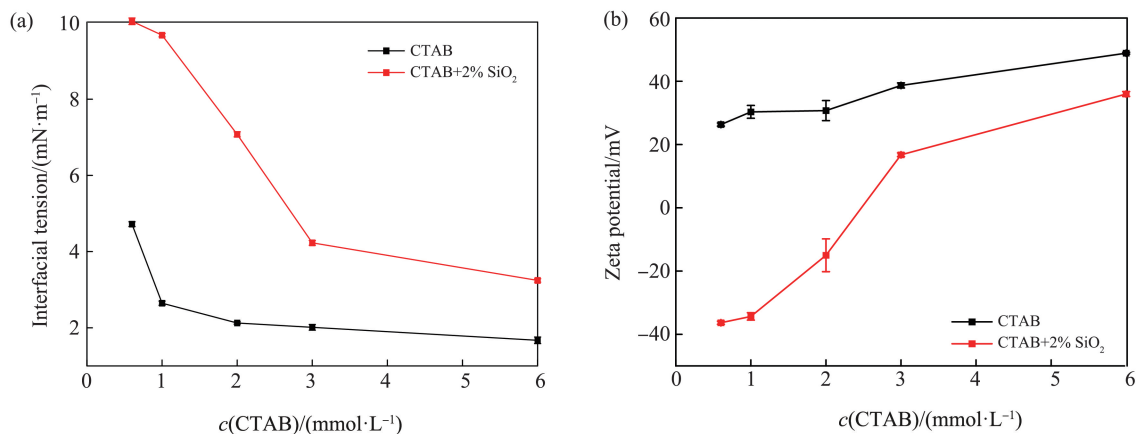 (a)
Interfacial tension/(mN·m⁻¹)
10
8
6
4
2
0 1 2 3 4 5 6
c(CTAB)/(mmol·L⁻¹)
CTAB
CTAB+2% SiO₂
(b)
Zeta potential/mV
60
40
20
0
−20
−40
0 1 2 3 4 5 6
c(CTAB)/(mmol·L⁻¹)
CTAB
CTAB+2% SiO₂